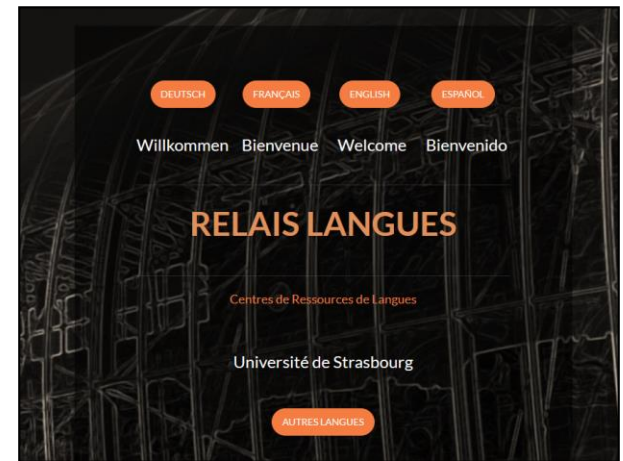 DEUTSCH FRANÇAIS ENGLISH ESPAÑOL
Willkommen Bienvenue Welcome Bienvenido
RELAIS LANGUES
Centres de Ressources de Langues
Université de Strasbourg
AUTRES LANGUES